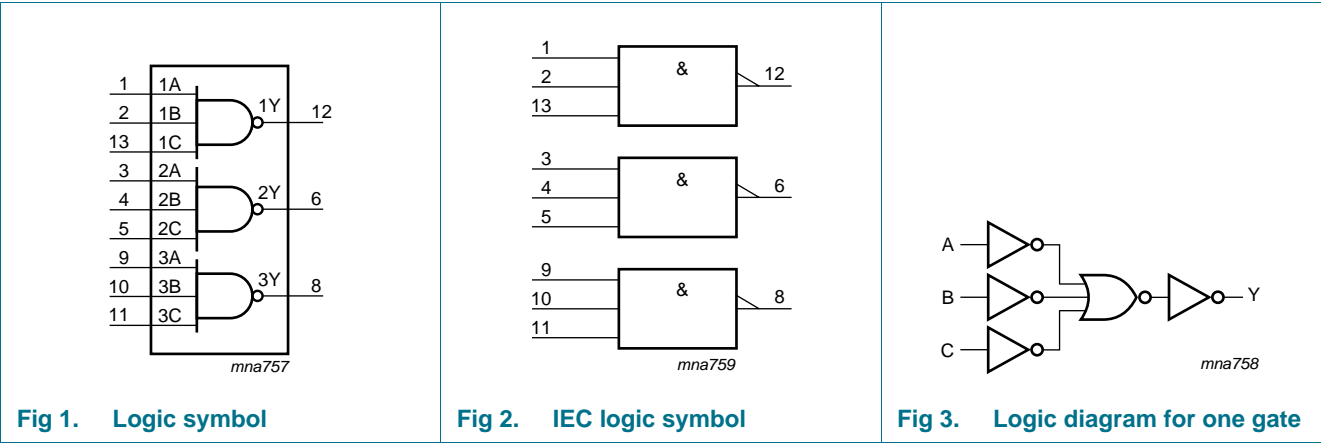 1 1A
2 1B 1Y 12
13 1C
3 2A
4 2B 2Y 6
5 2C
9 3A
10 3B 3Y 8
11 3C
mna757
Fig 1. Logic symbol
1
2 & 12
13
3
4 & 6
5
9
10 & 8
11
mna759
Fig 2. IEC logic symbol
A
B Y
C
mna758
Fig 3. Logic diagram for one gate